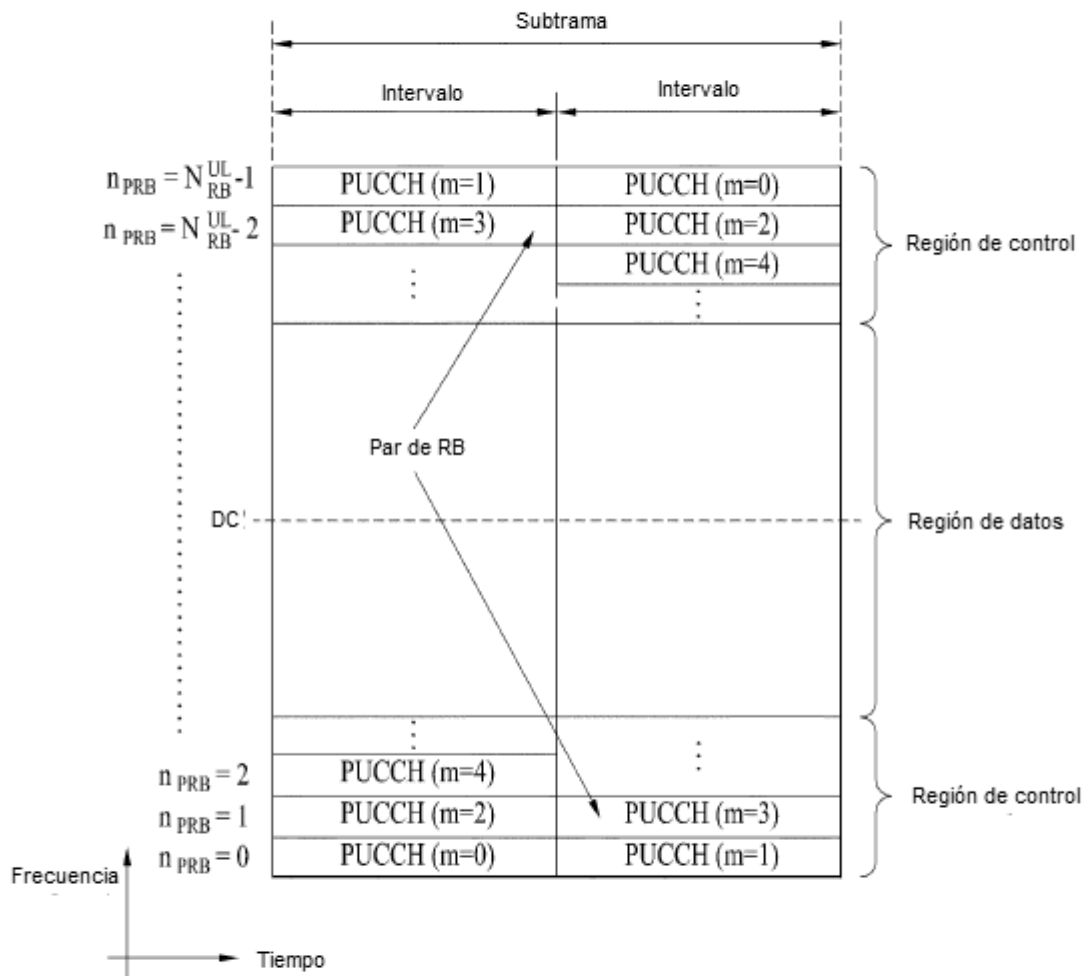 Subtrama
Intervalo Intervalo
n PRB = N UL RB -1 PUCCH (m=1) PUCCH (m=0)
n PRB = N UL RB - 2 PUCCH (m=3) PUCCH (m=2)
Región de control
PUCCH (m=4)
Par de RB
DC Región de datos
n PRB = 2 PUCCH (m=4)
Región de control
n PRB = 1 PUCCH (m=2) PUCCH (m=3)
n PRB = 0 PUCCH (m=0) PUCCH (m=1)
Frecuencia
Tiempo